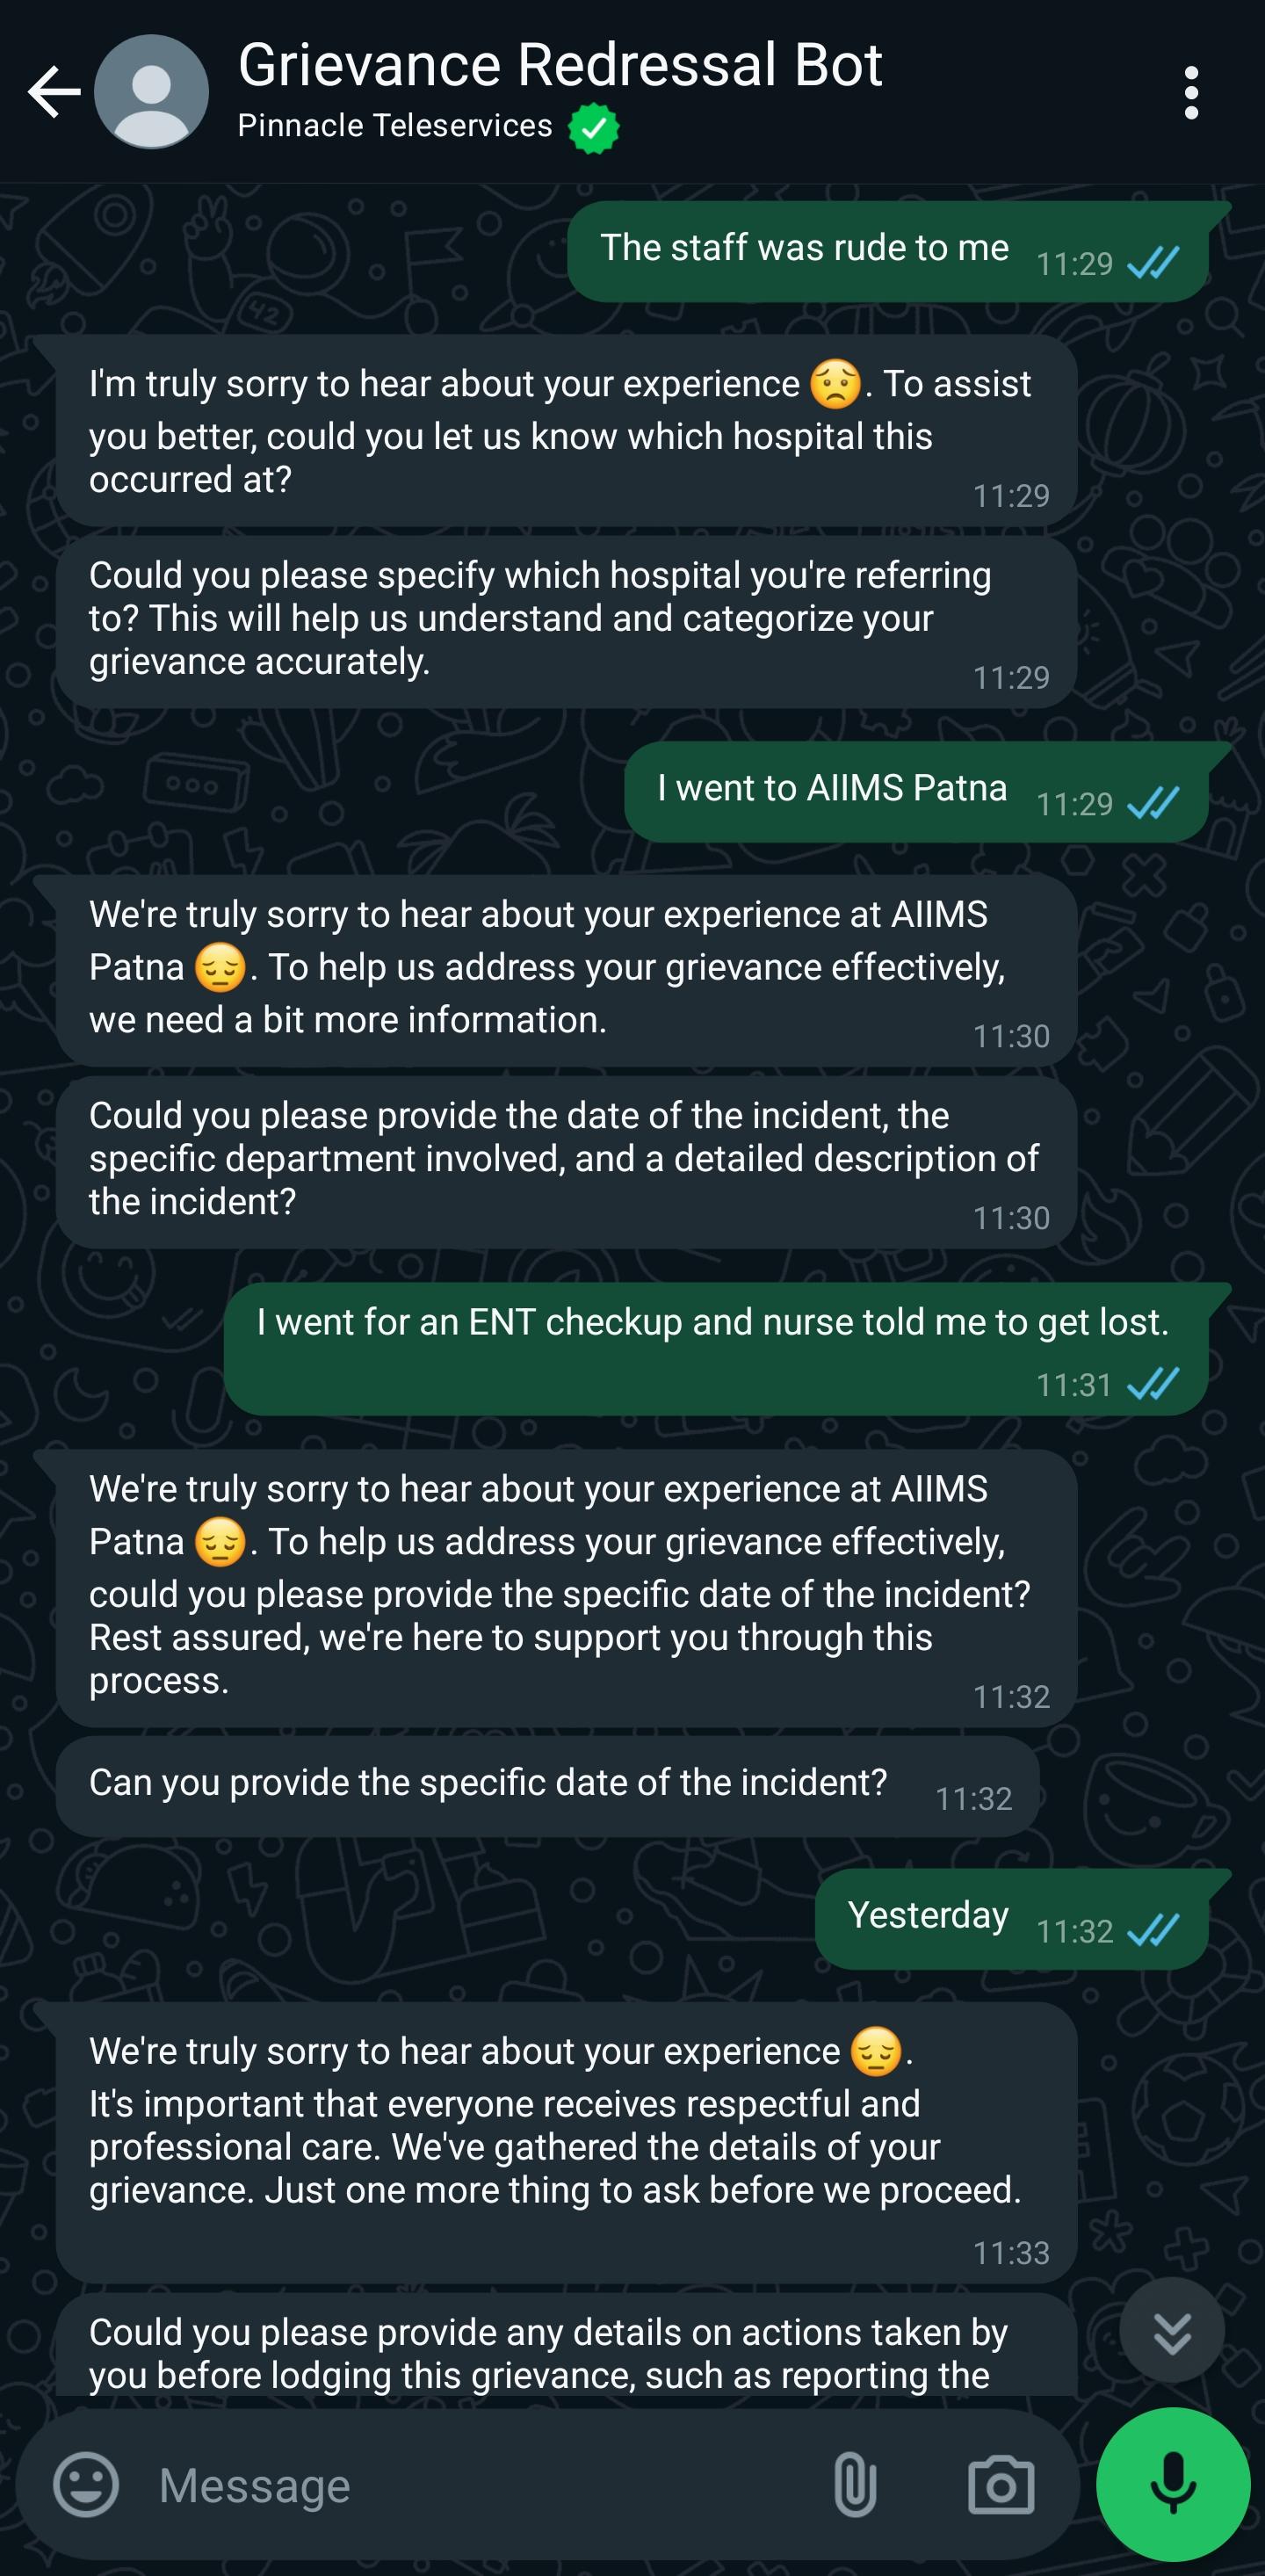 Grievance Redressal Bot
Pinnacle Teleservices
The staff was rude to me 11:29
I'm truly sorry to hear about your experience 😟. To assist
you better, could you let us know which hospital this
occurred at?
11:29
Could you please specify which hospital you're referring
to? This will help us understand and categorize your
grievance accurately.
11:29
I went to AIIMS Patna 11:29
We're truly sorry to hear about your experience at AIIMS
Patna 😔. To help us address your grievance effectively,
we need a bit more information.
11:30
Could you please provide the date of the incident, the
specific department involved, and a detailed description of
the incident?
11:30
I went for an ENT checkup and nurse told me to get lost.
11:31
We're truly sorry to hear about your experience at AIIMS
Patna 😔. To help us address your grievance effectively,
could you please provide the specific date of the incident?
Rest assured, we're here to support you through this
process.
11:32
Can you provide the specific date of the incident? 11:32
Yesterday 11:32
We're truly sorry to hear about your experience 😔.
It's important that everyone receives respectful and
professional care. We've gathered the details of your
grievance. Just one more thing to ask before we proceed.
11:33
Could you please provide any details on actions taken by
you before lodging this grievance, such as reporting the
Message